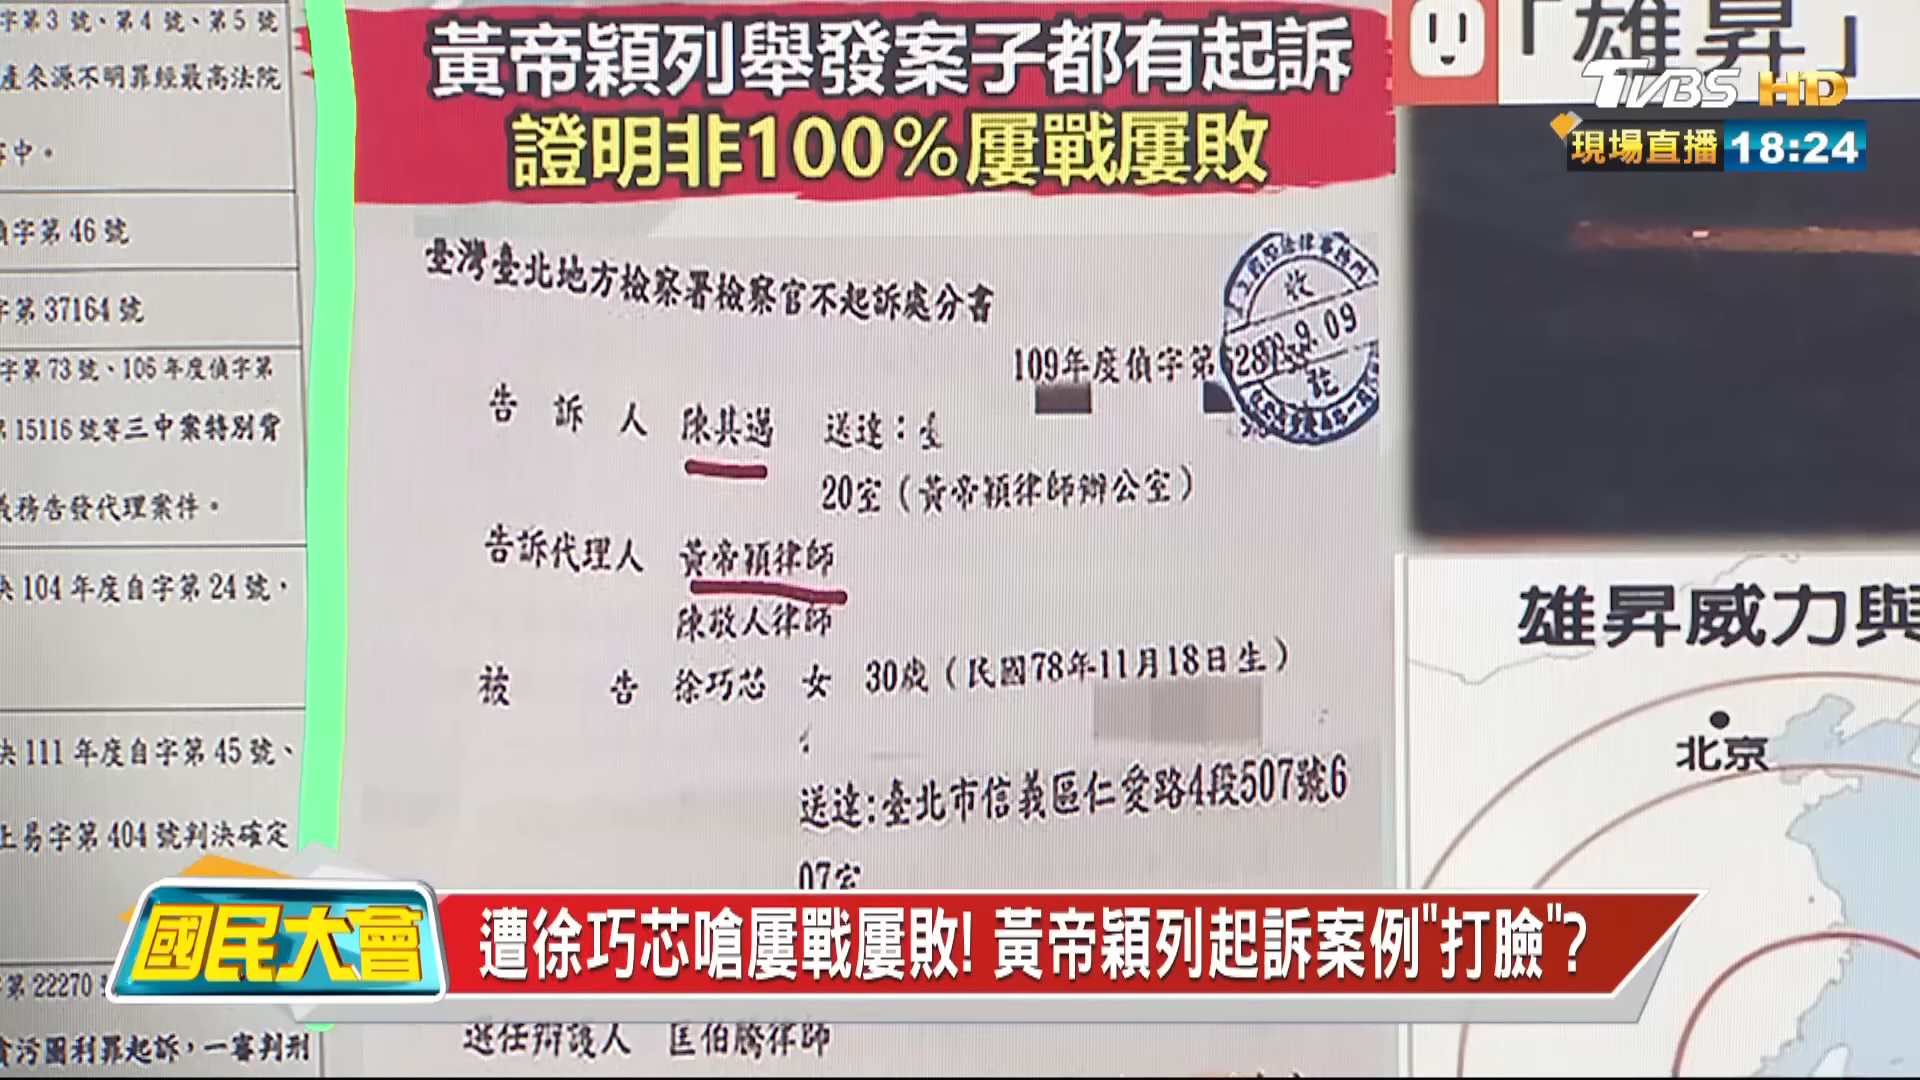 字第3號、第4號、第5號
產來源不明罪經最高法院
中。
偵字第46號
字第37164號
字第73號、106年度偵字第
15116號等三中案特別費
義務告發代理案件。
104年度自字第24號，
111年度自字第45號、
上易字第404號判決確定
字第22270
貪污圖利罪起訴，一審判刑
黃帝穎列舉發案子都有起訴
證明非100%屢戰屢敗
臺灣臺北地方檢察署檢察官不起訴處分書
收
9.09
109年度偵字第
告訴人 陳其邁 送達：臺
20室（黃帝穎律師辦公室）
告訴代理人 黃帝穎律師
陳敬人律師
被告 徐巧芯 女 30歲（民國78年11月18日生）
送達:臺北市信義區仁愛路4段507號6
07室
選任辯護人 匡伯騰律師
「雄昇」
TVBS HD
現場直播 18:24
雄昇威力與
北京
國民大會
遭徐巧芯嗆屢戰屢敗! 黃帝穎列起訴案例"打臉"?